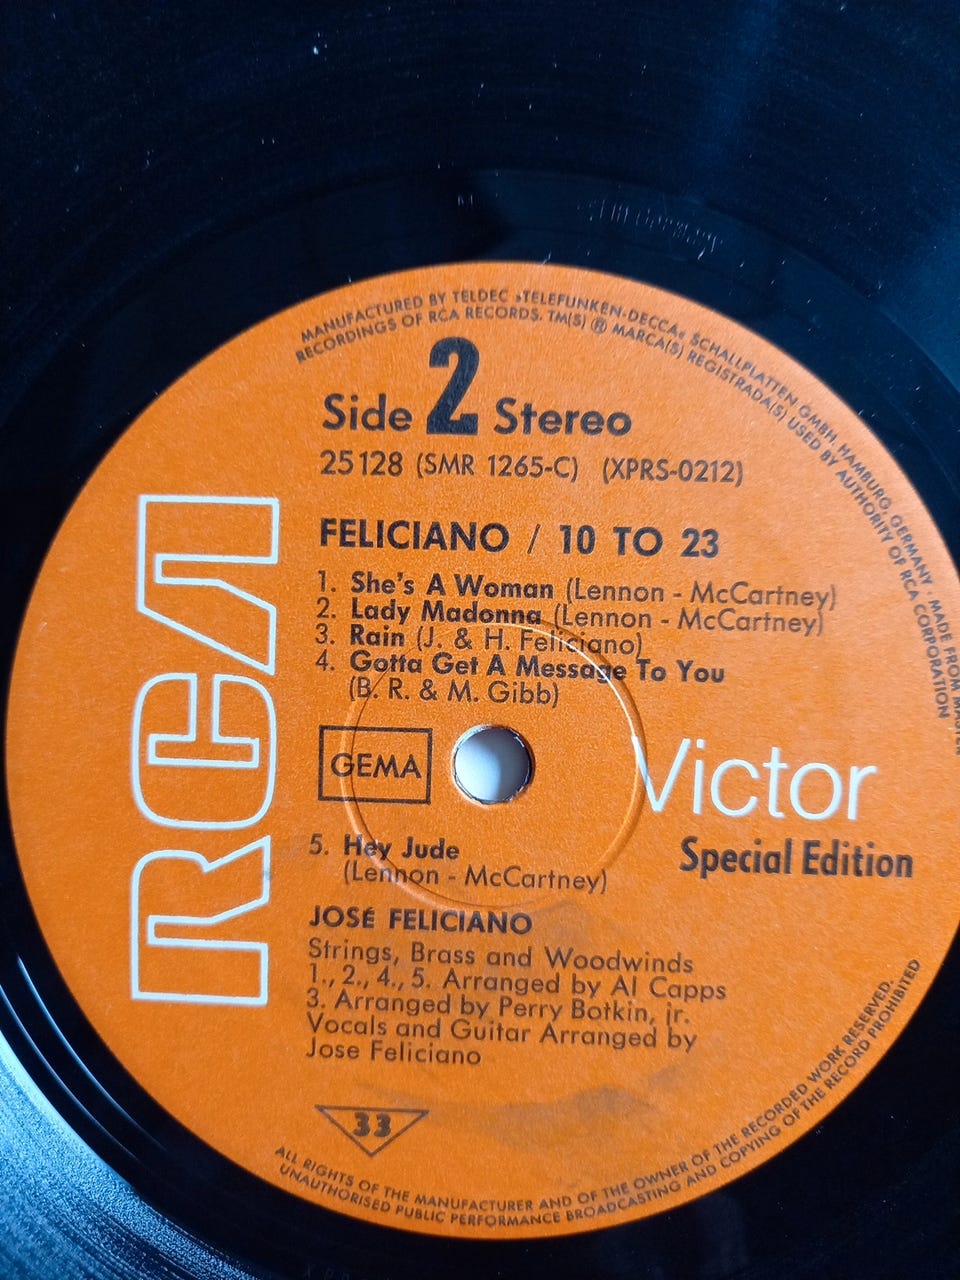 MANUFACTURED BY TELDEC »TELEFUNKEN-DECCA« SCHALLPLATTEN GMBH, HAMBURG, GERMANY · MADE FROM MASTER
RECORDINGS OF RCA RECORDS. TM(S) ® MARCA(S) REGISTRADA(S) USED BY AUTHORITY OF RCA CORPORATION
Side 2 Stereo
25128 (SMR 1265-C) (XPRS-0212)
FELICIANO / 10 TO 23
1. She's A Woman (Lennon - McCartney)
2. Lady Madonna (Lennon - McCartney)
3. Rain (J. & H. Feliciano)
4. Gotta Get A Message To You
(B. R. & M. Gibb)
RCA
GEMA
Victor
Special Edition
5. Hey Jude
(Lennon - McCartney)
JOSÉ FELICIANO
Strings, Brass and Woodwinds
1., 2., 4., 5. Arranged by Al Capps
3. Arranged by Perry Botkin, jr.
Vocals and Guitar Arranged by
Jose Feliciano
33
ALL RIGHTS OF THE MANUFACTURER AND OF THE OWNER OF THE RECORDED WORK RESERVED.
UNAUTHORISED PUBLIC PERFORMANCE BROADCASTING AND COPYING OF THE RECORD PROHIBITED